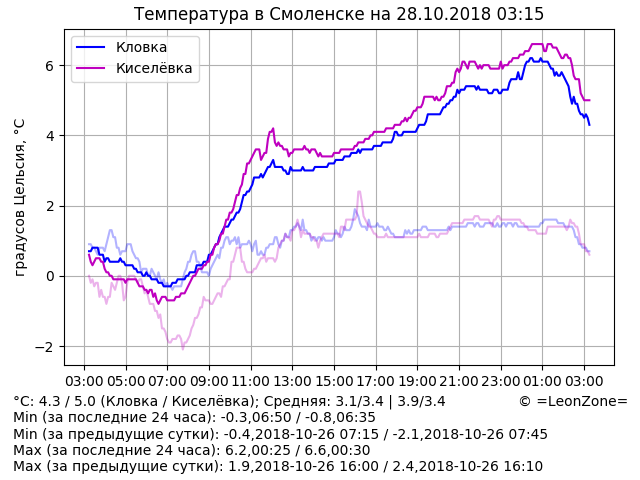 Температура в Смоленске на 28.10.2018 03:15
Кловка
Киселёвка
градусов Цельсия, °C
6
4
2
0
−2
03:00 05:00 07:00 09:00 11:00 13:00 15:00 17:00 19:00 21:00 23:00 01:00 03:00
°C: 4.3 / 5.0 (Кловка / Киселёвка); Средняя: 3.1/3.4 | 3.9/3.4 © =LeonZone=
Min (за последние 24 часа): -0.3,06:50 / -0.8,06:35
Min (за предыдущие сутки): -0.4,2018-10-26 07:15 / -2.1,2018-10-26 07:45
Max (за последние 24 часа): 6.2,00:25 / 6.6,00:30
Max (за предыдущие сутки): 1.9,2018-10-26 16:00 / 2.4,2018-10-26 16:10